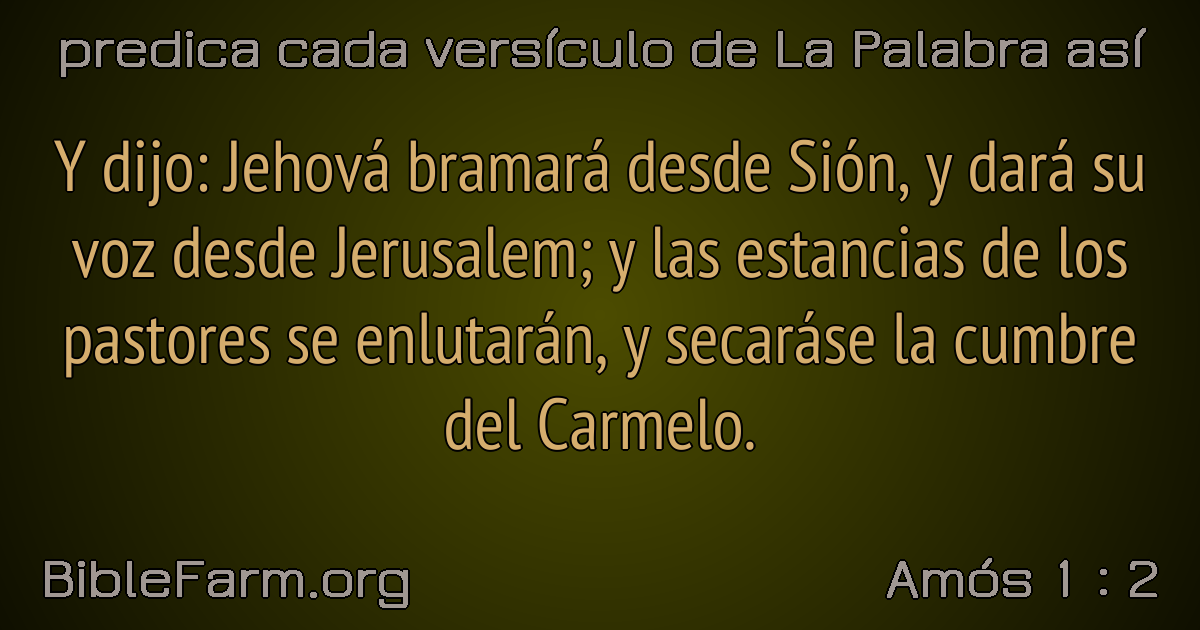 predica cada versículo de La Palabra así
Y dijo: Jehová bramará desde Sión, y dará su
voz desde Jerusalem; y las estancias de los
pastores se enlutarán, y secaráse la cumbre
del Carmelo.
BibleFarm.org
Amós 1 : 2